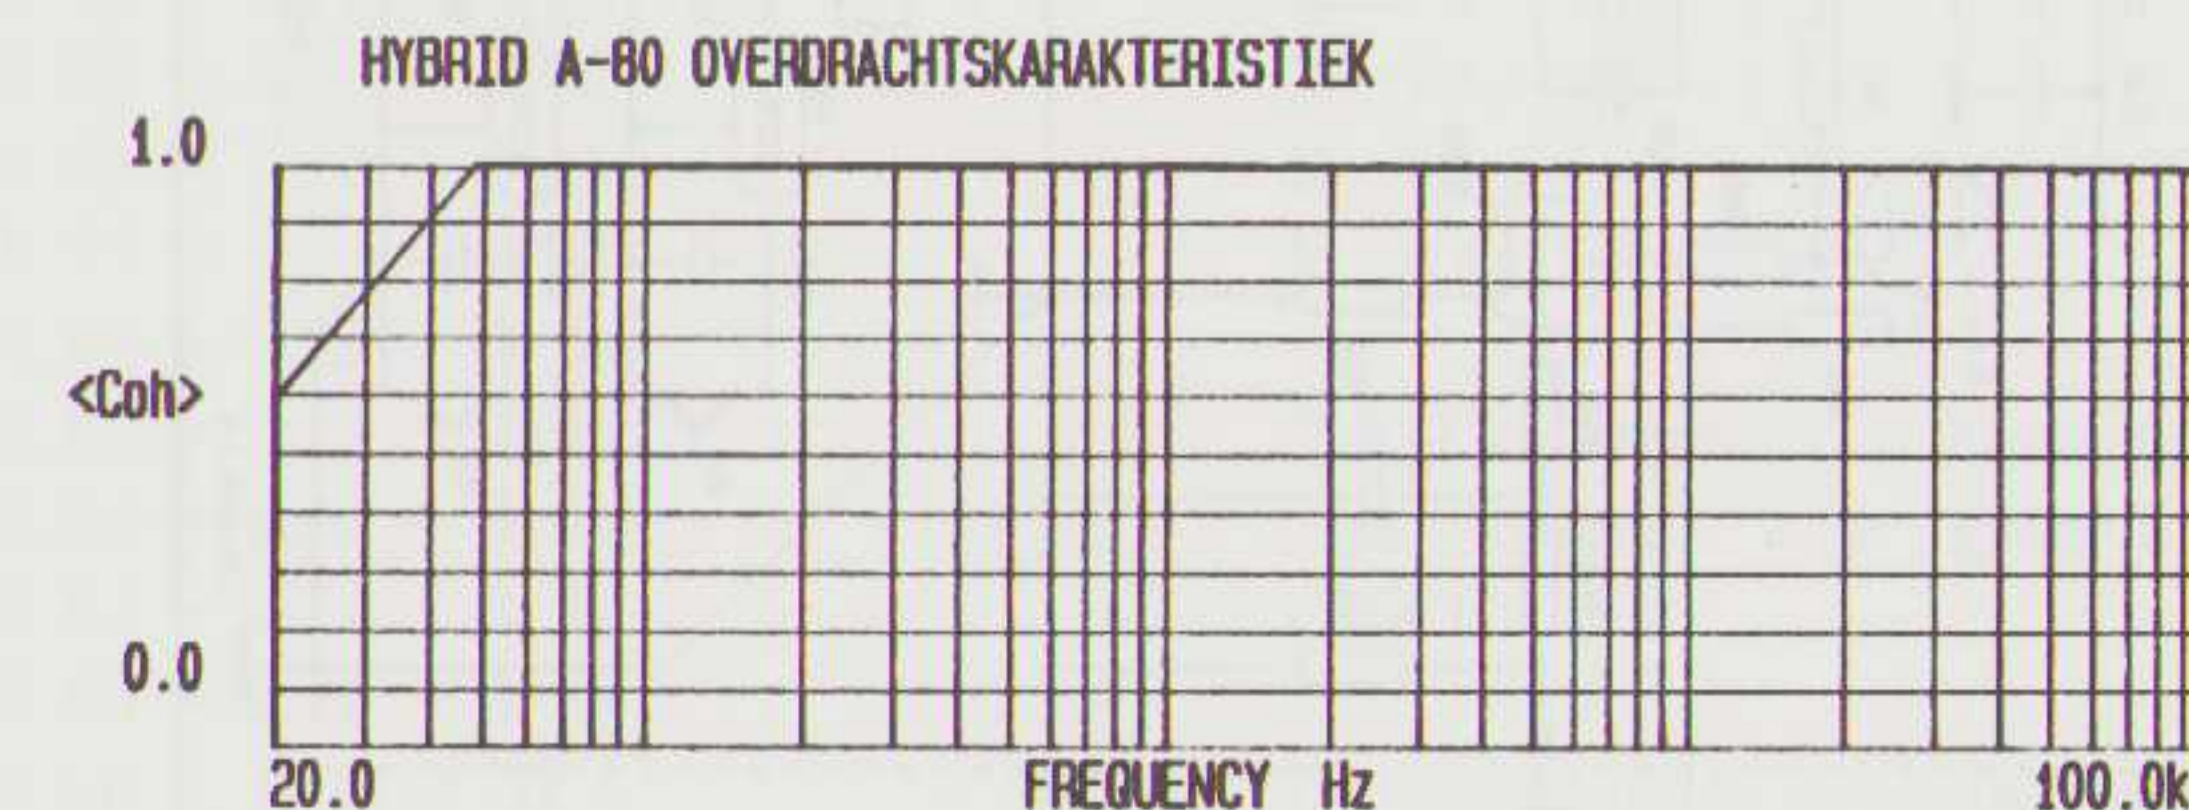 HYBRID A-80 OVERDRACHTSKARAKTERISTIEK
1.0
<Coh>
0.0
20.0 FREQUENCY Hz 100.0k